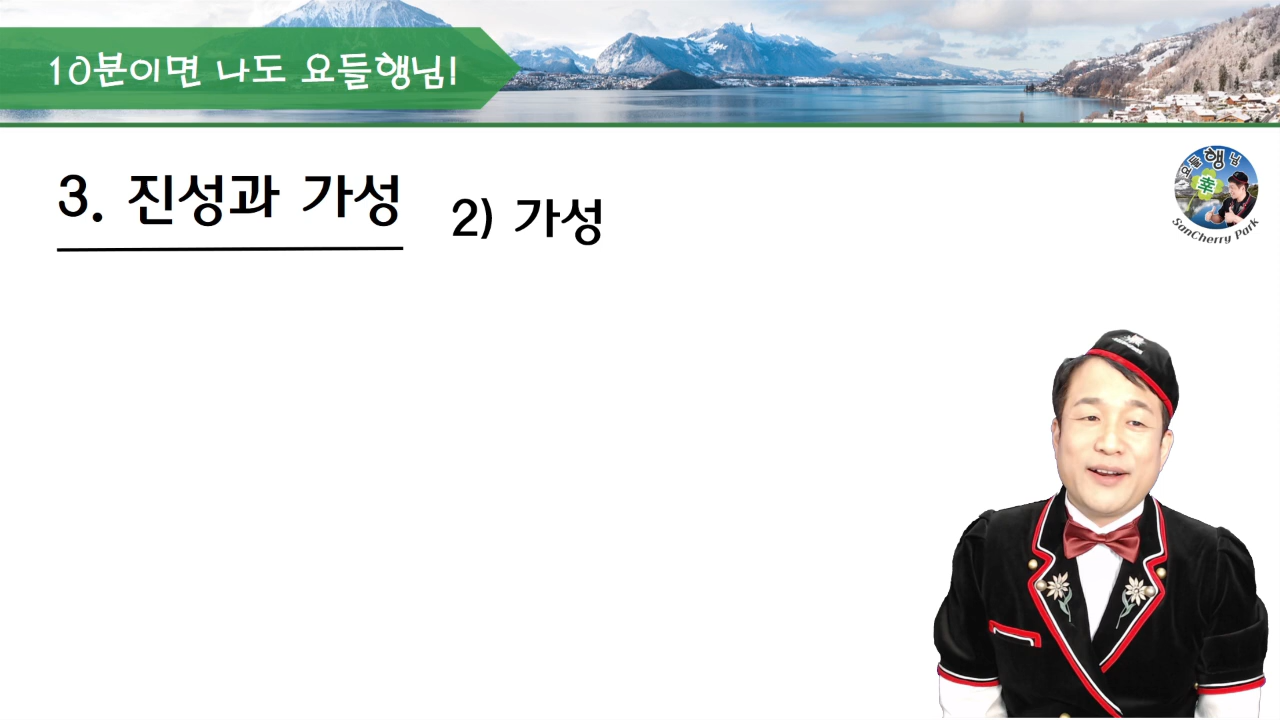 10분이면 나도 요들행님!
3. 진성과 가성
2) 가성
요들행님
幸
SanCherry Park